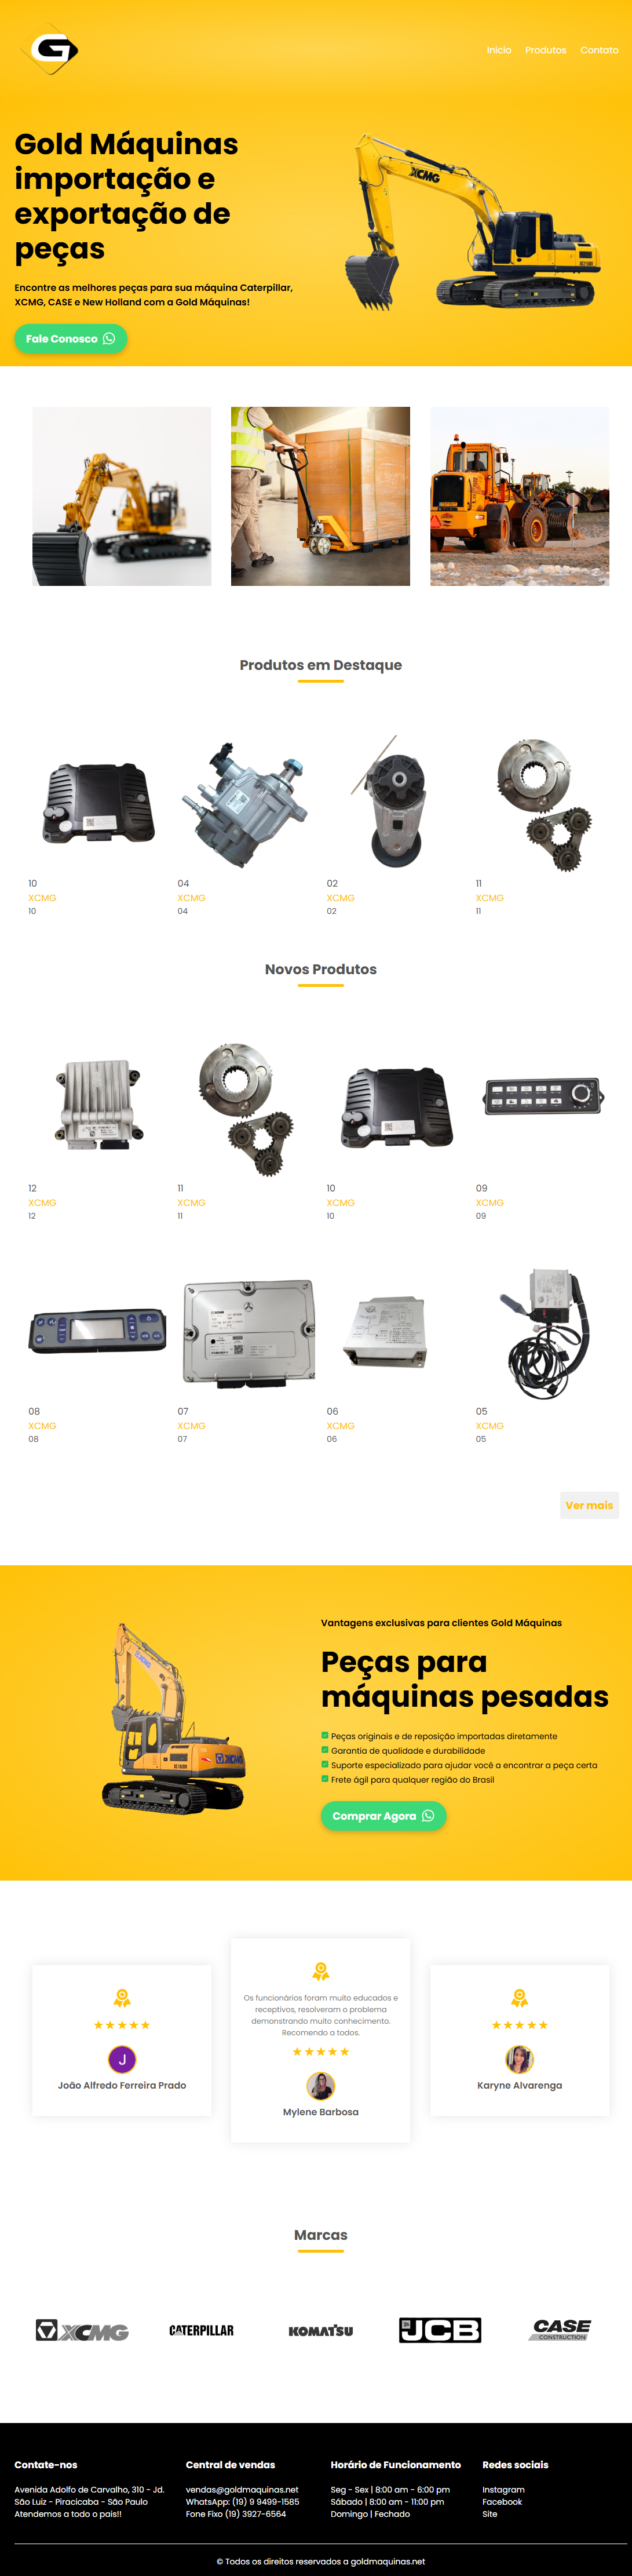 G
Inicio Produtos Contato
Gold Máquinas
importação e
exportação de
peças
Encontre as melhores peças para sua máquina Caterpillar,
XCMG, CASE e New Holland com a Gold Máquinas!
Fale Conosco
XCMG
Produtos em Destaque
10
XCMG
10
04
XCMG
04
02
XCMG
02
11
XCMG
11
Novos Produtos
12
XCMG
12
11
XCMG
11
10
XCMG
10
09
XCMG
09
08
XCMG
08
07
XCMG
07
06
XCMG
06
05
XCMG
05
Ver mais
XCMG
XCMG
Vantagens exclusivas para clientes Gold Máquinas
Peças para
máquinas pesadas
Peças originais e de reposição importadas diretamente
Garantia de qualidade e durabilidade
Suporte especializado para ajudar você a encontrar a peça certa
Frete ágil para qualquer região do Brasil
Comprar Agora
J
João Alfredo Ferreira Prado
Os funcionários foram muito educados e
receptivos, resolveram o problema
demonstrando muito conhecimento.
Recomendo a todos.
Mylene Barbosa
Karyne Alvarenga
Marcas
XCMG
CATERPILLAR
KOMATSU
JCB
CASE
CONSTRUCTION
Contate-nos
Avenida Adolfo de Carvalho, 310 - Jd.
São Luiz - Piracicaba - São Paulo
Atendemos a todo o país!!
Central de vendas
vendas@goldmaquinas.net
WhatsApp: (19) 9 9499-1585
Fone Fixo (19) 3927-6564
Horário de Funcionamento
Seg - Sex | 8:00 am - 6:00 pm
Sábado | 8:00 am - 11:00 pm
Domingo | Fechado
Redes sociais
Instagram
Facebook
Site
© Todos os direitos reservados a goldmaquinas.net